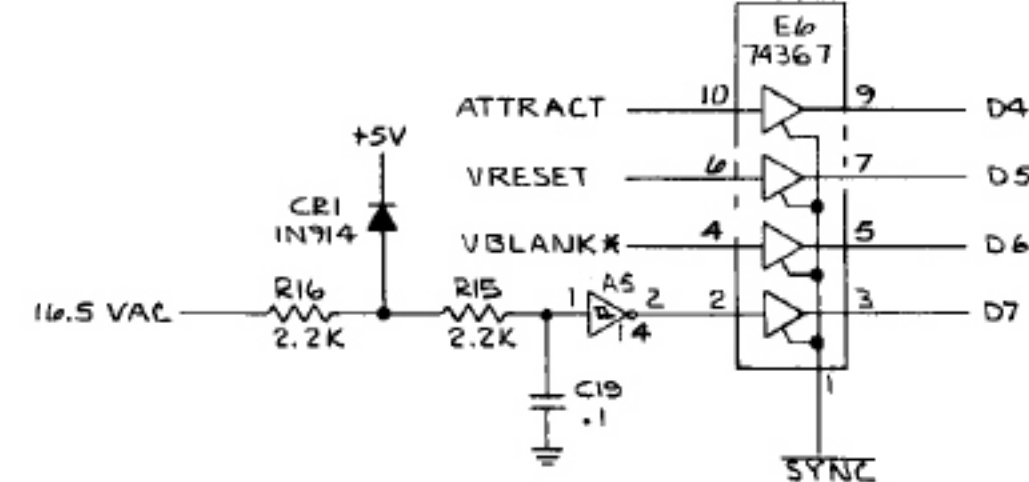 E6
74367
ATTRACT 10 9 D4
+5V
VRESET 6 7 D5
CR1
1N914
VBLANK* 4 5 D6
16.5 VAC R16 R15 1 A5 2 2 3 D7
2.2K 2.2K 14
1
C19
.1
SYNC